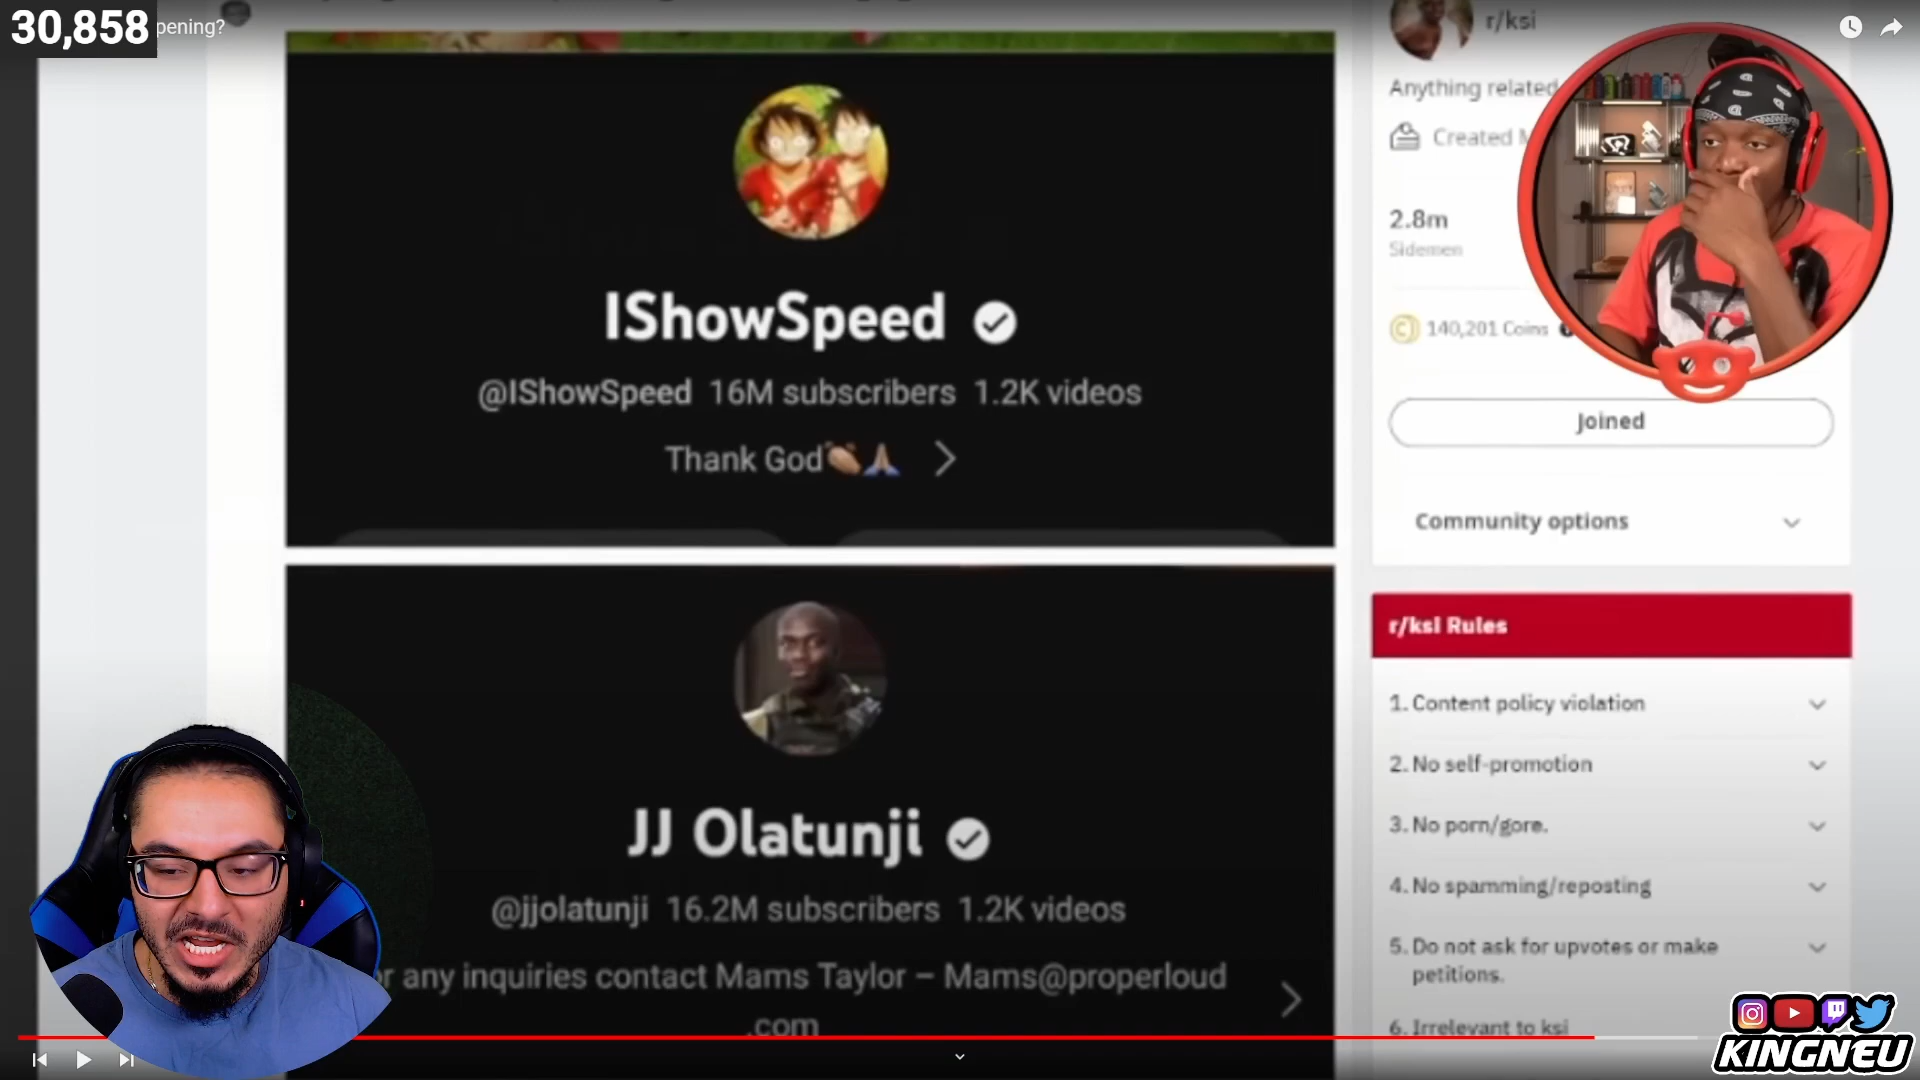 30,858
pening?
IShowSpeed
@IShowSpeed 16M subscribers 1.2K videos
Thank God
JJ Olatunji
@jjolatunji 16.2M subscribers 1.2K videos
r any inquiries contact Mams Taylor – Mams@properloud
.com
r/ksi
Anything related
Created
2.8m
Sidemen
140,201 Coins
Joined
Community options
r/ksi Rules
1. Content policy violation
2. No self-promotion
3. No porn/gore.
4. No spamming/reposting
5. Do not ask for upvotes or make
petitions.
6. Irrelevant to ksi
KINGNEU